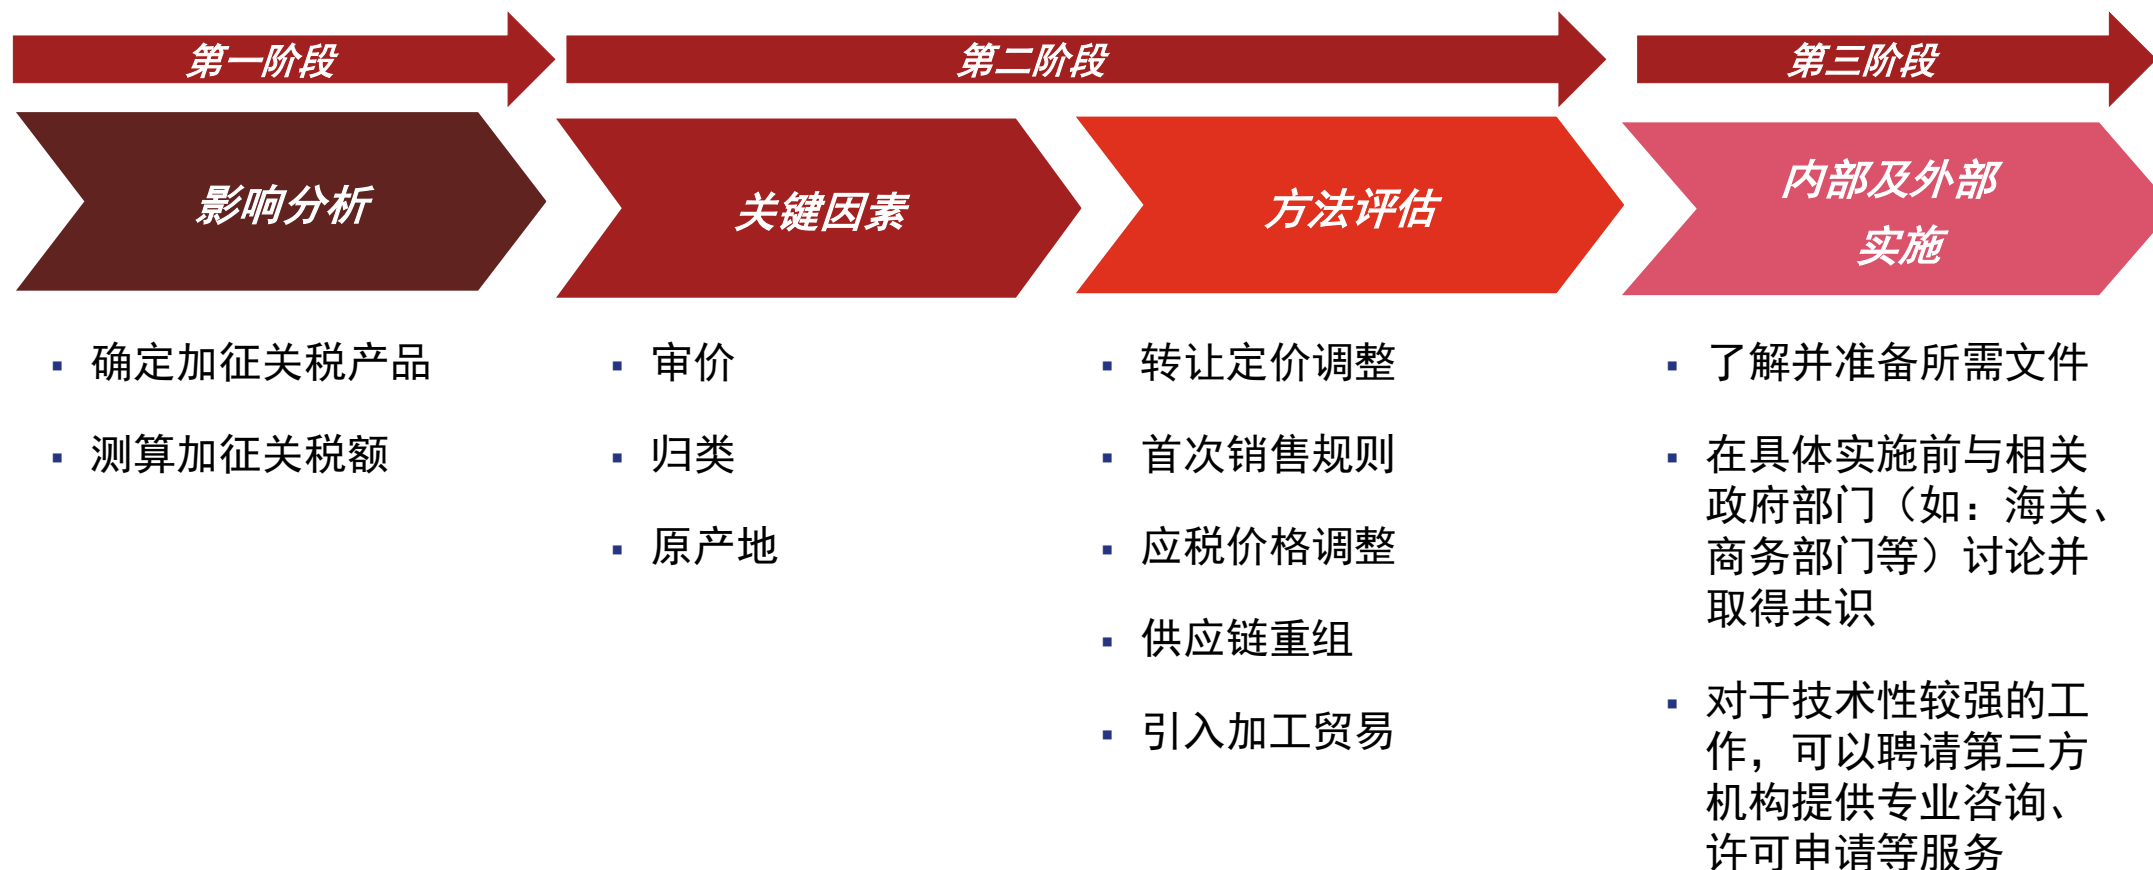 第一阶段
第二阶段
第三阶段
影响分析
关键因素
方法评估
内部及外部
实施
▪ 确定加征关税产品
▪ 测算加征关税额
▪ 审价
▪ 归类
▪ 原产地
▪ 转让定价调整
▪ 首次销售规则
▪ 应税价格调整
▪ 供应链重组
▪ 引入加工贸易
▪ 了解并准备所需文件
▪ 在具体实施前与相关
政府部门（如：海关、
商务部门等）讨论并
取得共识
▪ 对于技术性较强的工
作，可以聘请第三方
机构提供专业咨询、
许可申请等服务